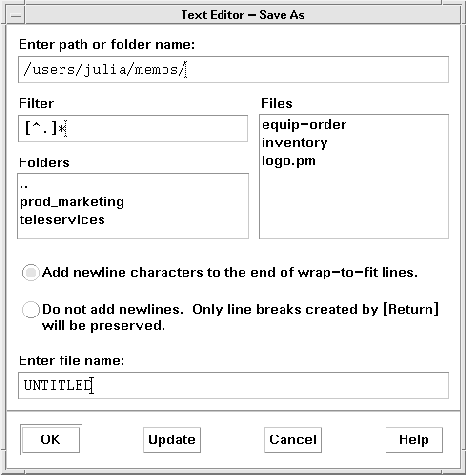 Text Editor – Save As
Enter path or folder name:
/users/julia/memos/
Filter
[^.]*
Files
equip–order
inventory
logo.pm
Folders
..
prod_marketing
teleservices
Add newline characters to the end of wrap–to–fit lines.
Do not add newlines. Only line breaks created by [Return]
will be preserved.
Enter file name:
UNTITLED
OK
Update
Cancel
Help